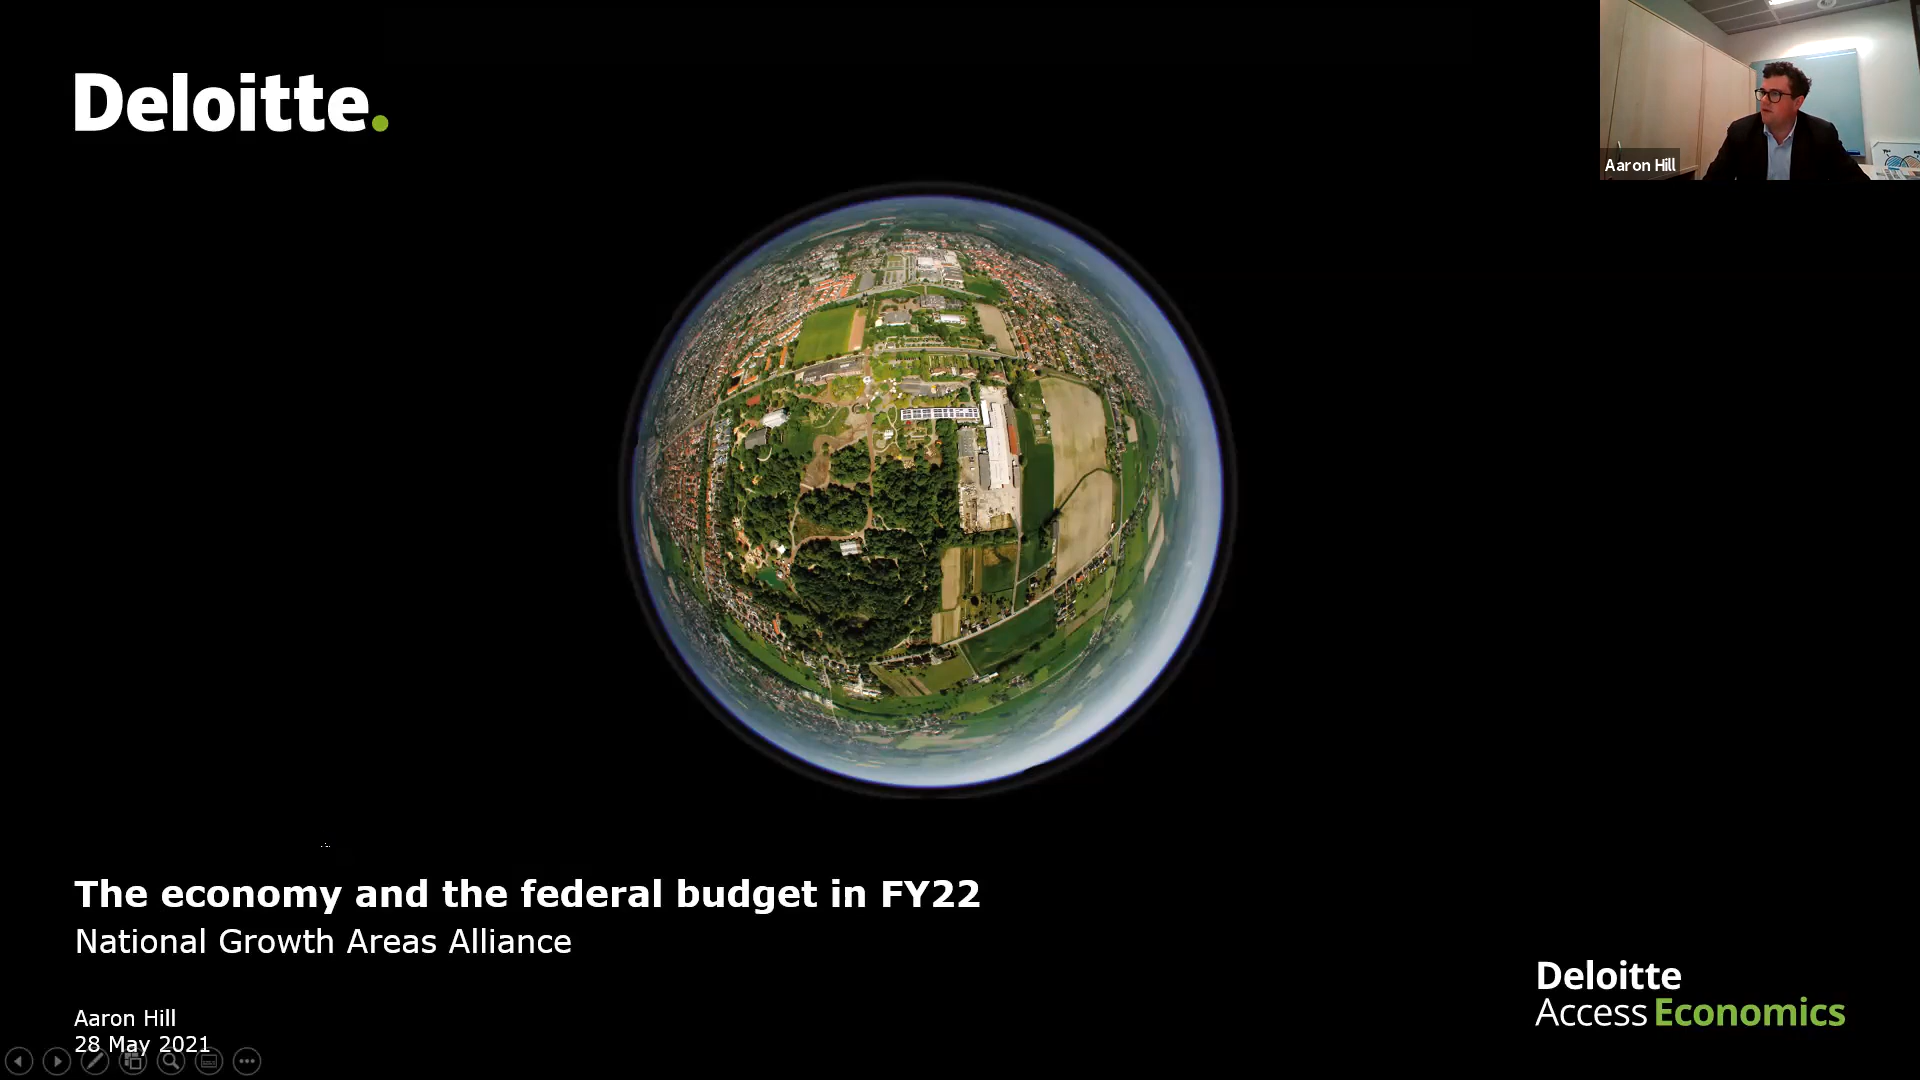 Deloitte.
Aaron Hill
The economy and the federal budget in FY22
National Growth Areas Alliance
Aaron Hill
28 May 2021
Deloitte
Access Economics